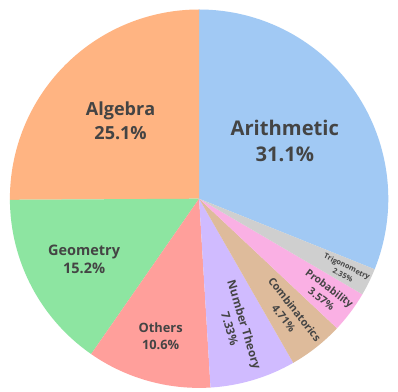 Algebra
25.1%
Arithmetic
31.1%
Geometry
15.2%
Trigonometry
2.35%
Probability
3.57%
Combinatorics
4.71%
Number Theory
7.33%
Others
10.6%